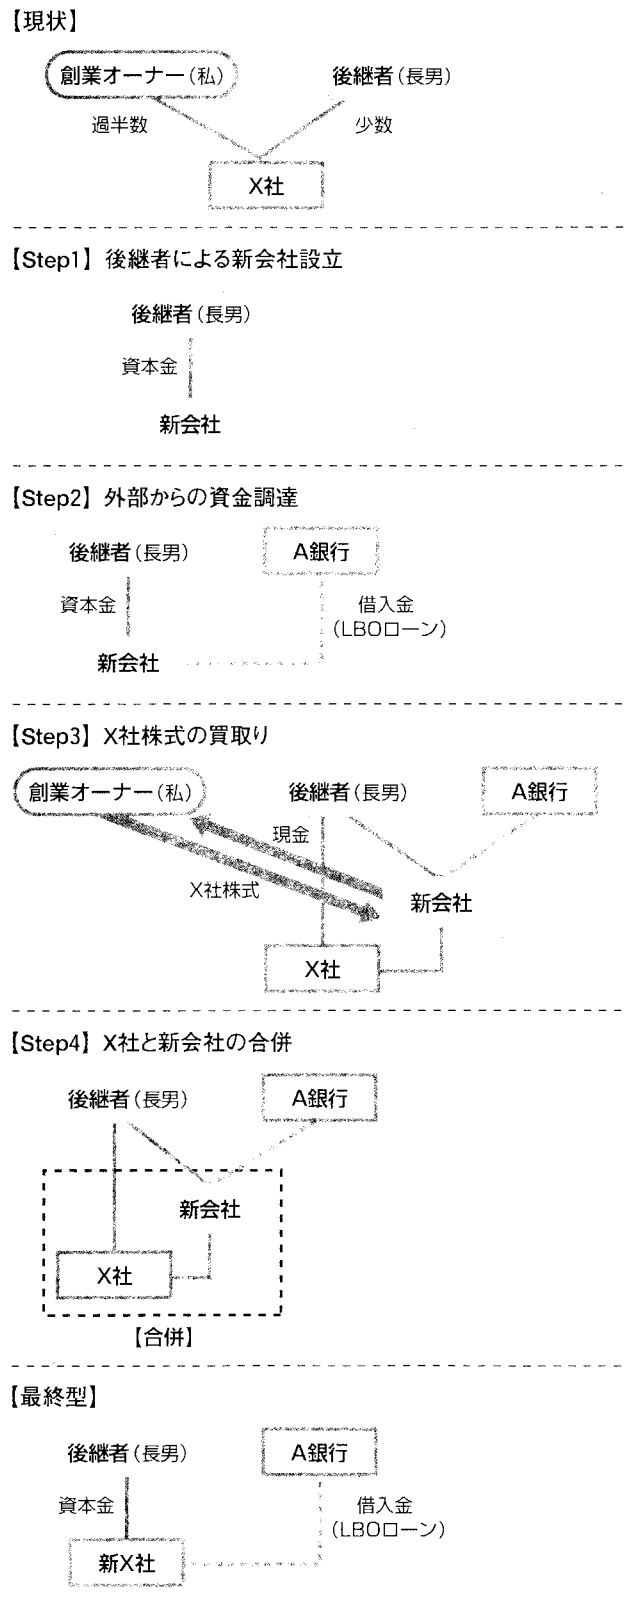 【現状】
創業オーナー（私）
後継者（長男）
過半数
少数
X社
【Step1】後継者による新会社設立
後継者（長男）
資本金
新会社
【Step2】外部からの資金調達
後継者（長男）
A銀行
資本金
借入金
（LBOローン）
新会社
【Step3】X社株式の買取り
創業オーナー（私）
後継者（長男）
A銀行
現金
X社株式
新会社
X社
【Step4】X社と新会社の合併
後継者（長男）
A銀行
新会社
X社
【合併】
【最終型】
後継者（長男）
A銀行
資本金
借入金
（LBOローン）
新X社